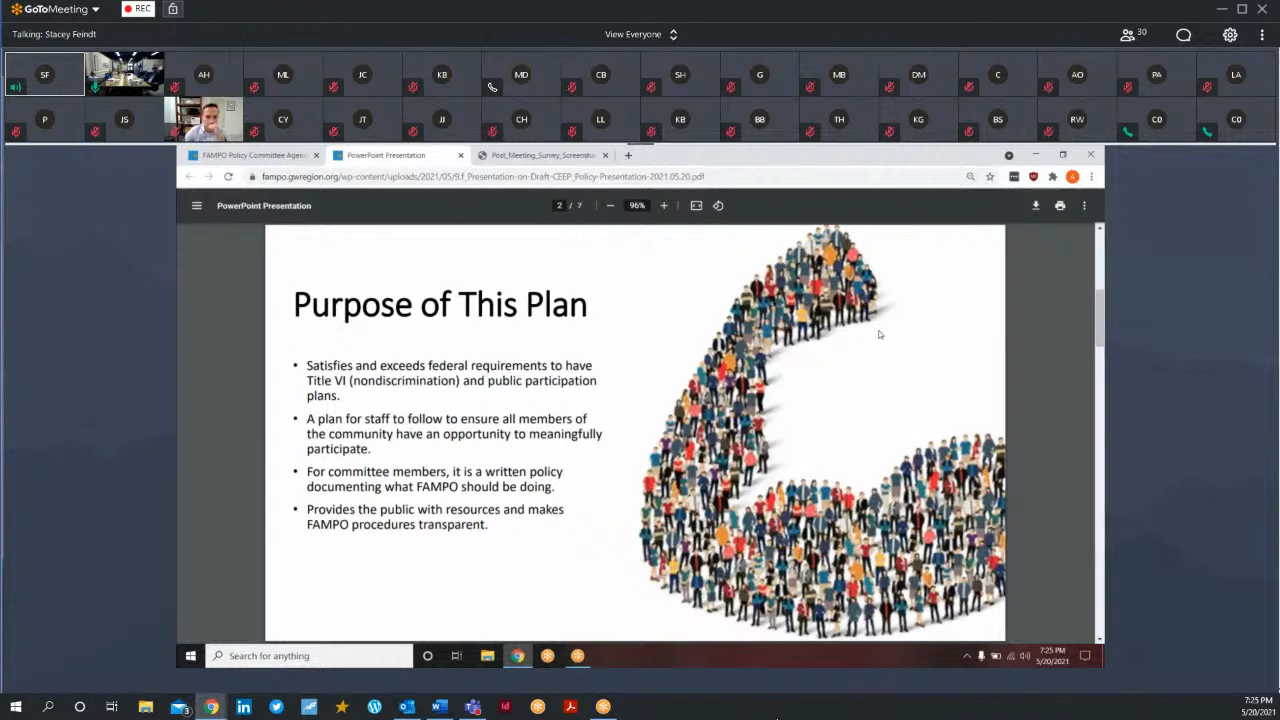 GoToMeeting
REC
Talking: Stacey Feindt
View Everyone
30
SF
AH
ML
JC
KB
MD
CB
SH
G
MB
DM
C
AO
PA
LA
P
JS
CY
JT
JJ
CH
LL
KB
BB
TH
KG
BS
RW
C0
C0
FAMPO Policy Committee Agen
PowerPoint Presentation
Post_Meeting_Survey_Screensh
fampo.gwregion.org/wp-content/uploads/2021/05/9.f_Presentation-on-Draft-CEEP_Policy-Presentation-2021.05.20.pdf
PowerPoint Presentation
2 / 7
96%
Purpose of This Plan
• Satisfies and exceeds federal requirements to have
Title VI (nondiscrimination) and public participation
plans.
• A plan for staff to follow to ensure all members of
the community have an opportunity to meaningfully
participate.
• For committee members, it is a written policy
documenting what FAMPO should be doing.
• Provides the public with resources and makes
FAMPO procedures transparent.
Search for anything
7:25 PM
5/20/2021
7:25 PM
5/20/2021